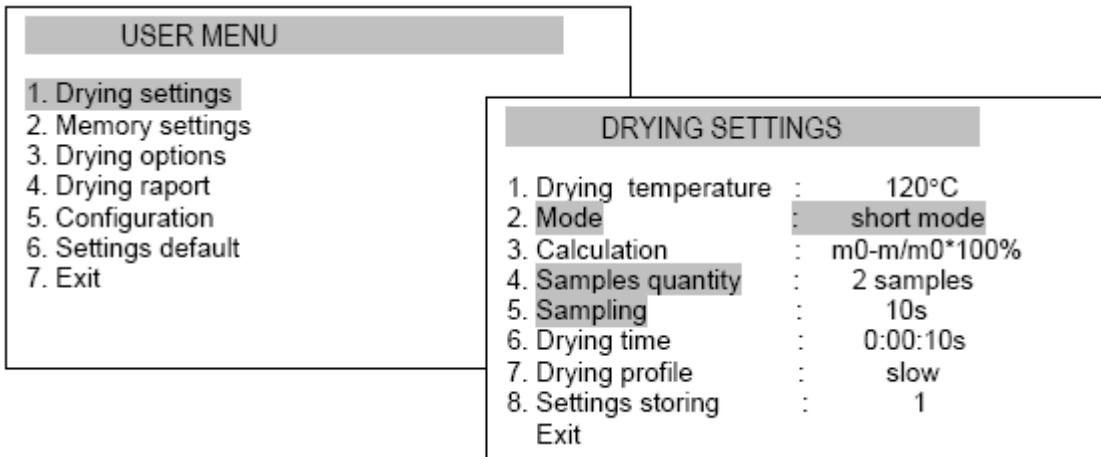 USER MENU
1. Drying settings
2. Memory settings
3. Drying options
4. Drying raport
5. Configuration
6. Settings default
7. Exit
DRYING SETTINGS
1. Drying temperature : 120°C
2. Mode : short mode
3. Calculation : m0-m/m0*100%
4. Samples quantity : 2 samples
5. Sampling : 10s
6. Drying time : 0:00:10s
7. Drying profile : slow
8. Settings storing : 1
Exit